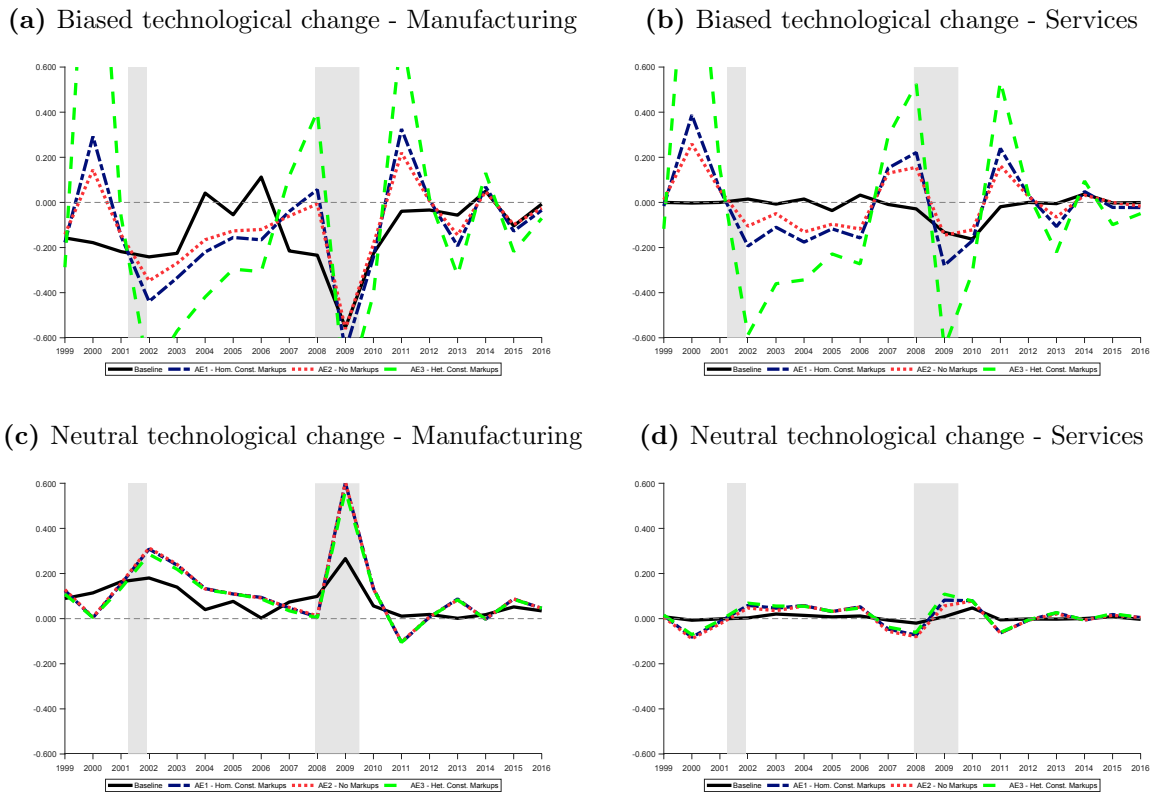 (a) Biased technological change - Manufacturing
0.600
0.400
0.200
0.000
-0.200
-0.400
-0.600
1999 2000 2001 2002 2003 2004 2005 2006 2007 2008 2009 2010 2011 2012 2013 2014 2015 2016
Baseline AE1 - Hom. Const. Markups AE2 - No Markups AE3 - Het. Const. Markups
(b) Biased technological change - Services
0.600
0.400
0.200
0.000
-0.200
-0.400
-0.600
1999 2000 2001 2002 2003 2004 2005 2006 2007 2008 2009 2010 2011 2012 2013 2014 2015 2016
Baseline AE1 - Hom. Const. Markups AE2 - No Markups AE3 - Het. Const. Markups
(c) Neutral technological change - Manufacturing
0.600
0.400
0.200
0.000
-0.200
-0.400
-0.600
1999 2000 2001 2002 2003 2004 2005 2006 2007 2008 2009 2010 2011 2012 2013 2014 2015 2016
Baseline AE1 - Hom. Const. Markups AE2 - No Markups AE3 - Het. Const. Markups
(d) Neutral technological change - Services
0.600
0.400
0.200
0.000
-0.200
-0.400
-0.600
1999 2000 2001 2002 2003 2004 2005 2006 2007 2008 2009 2010 2011 2012 2013 2014 2015 2016
Baseline AE1 - Hom. Const. Markups AE2 - No Markups AE3 - Het. Const. Markups